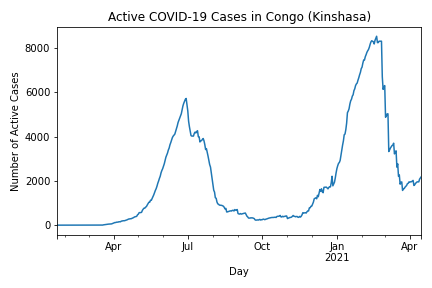 Active COVID-19 Cases in Congo (Kinshasa)
Number of Active Cases
8000
6000
4000
2000
0
Apr
Jul
Oct
Jan
2021
Apr
Day